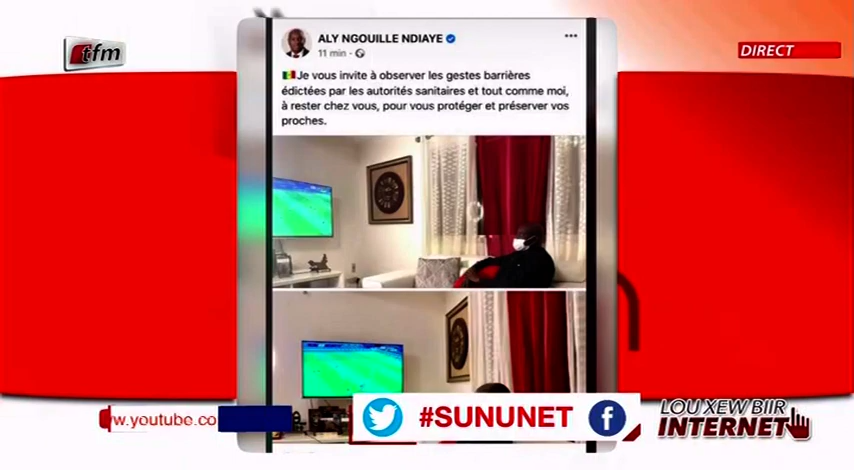 tfm
DIRECT
ALY NGOUILLE NDIAYE
11 min
Je vous invite à observer les gestes barrières
édictées par les autorités sanitaires et tout comme moi,
à rester chez vous, pour vous protéger et préserver vos
proches.
w.youtube.co
#SUNUNET
LOU XEW BIIR
INTERNET